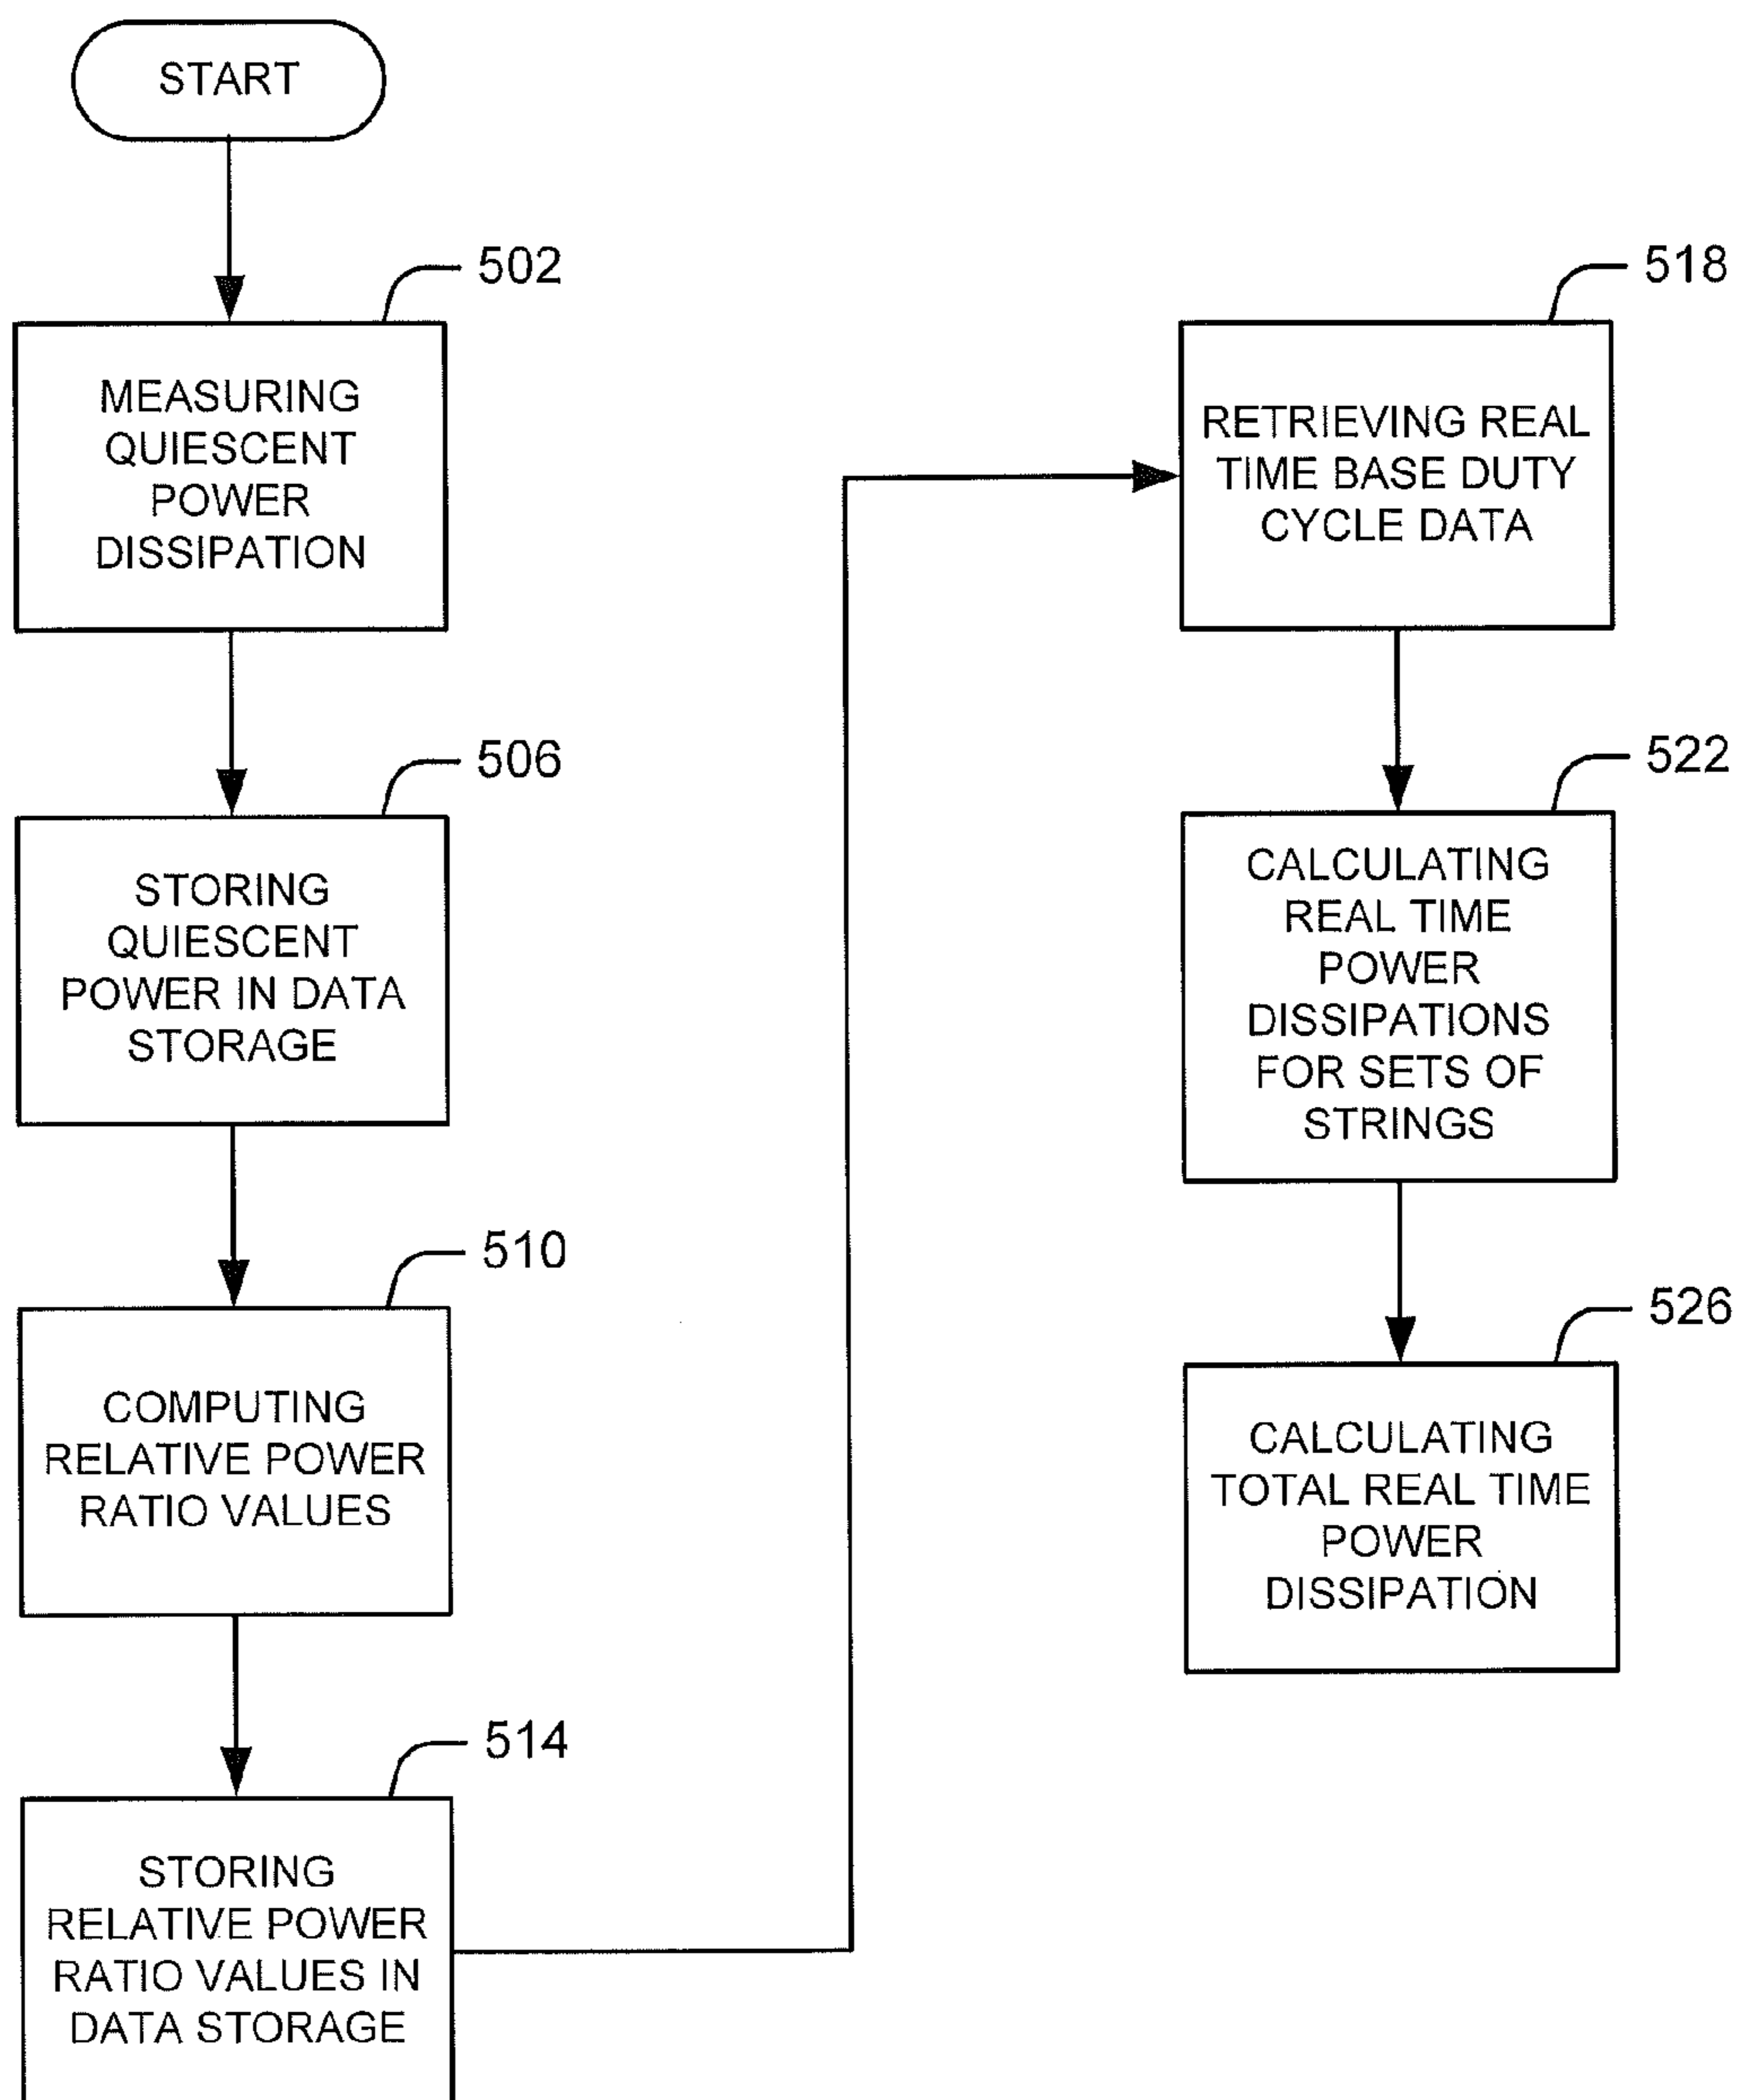 START
502
MEASURING
QUIESCENT
POWER
DISSIPATION
506
STORING
QUIESCENT
POWER IN DATA
STORAGE
510
COMPUTING
RELATIVE POWER
RATIO VALUES
514
STORING
RELATIVE POWER
RATIO VALUES IN
DATA STORAGE
518
RETRIEVING REAL
TIME BASE DUTY
CYCLE DATA
522
CALCULATING
REAL TIME
POWER
DISSIPATIONS
FOR SETS OF
STRINGS
526
CALCULATING
TOTAL REAL TIME
POWER
DISSIPATION